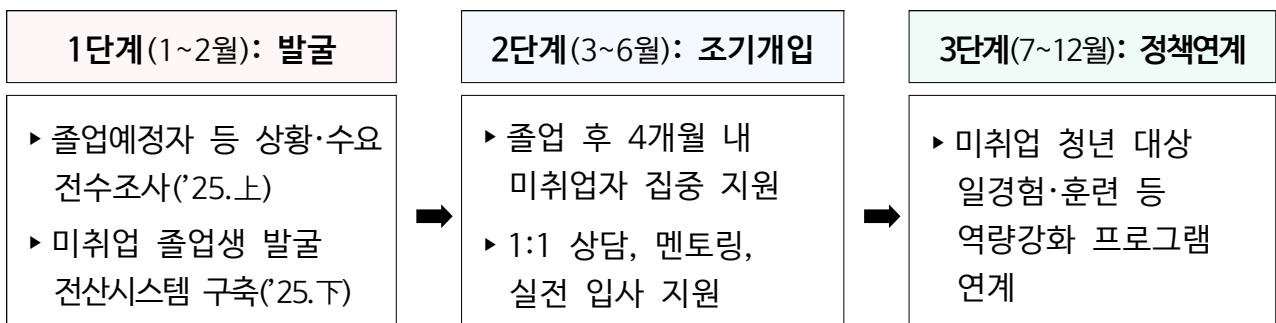 1단계(1~2월): 발굴
▸ 졸업예정자 등 상황·수요
전수조사('25.上)
▸ 미취업 졸업생 발굴
전산시스템 구축('25.下)
➡
2단계(3~6월): 조기개입
▸ 졸업 후 4개월 내
미취업자 집중 지원
▸ 1:1 상담, 멘토링,
실전 입사 지원
➡
3단계(7~12월): 정책연계
▸ 미취업 청년 대상
일경험·훈련 등
역량강화 프로그램
연계